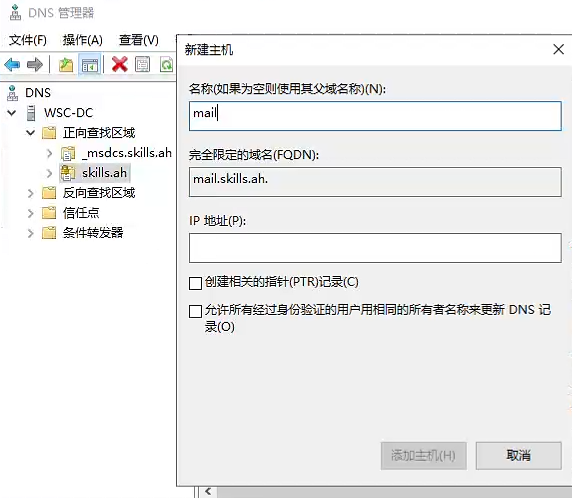 DNS 管理器
文件(F) 操作(A) 查看(V)
DNS
WSC-DC
正向查找区域
_msdcs.skills.ah
skills.ah
反向查找区域
信任点
条件转发器
新建主机
名称(如果为空则使用其父域名称)(N):
mail
完全限定的域名(FQDN):
mail.skills.ah.
IP 地址(P):
创建相关的指针(PTR)记录(C)
允许所有经过身份验证的用户用相同的所有者名称来更新 DNS 记
录(O)
添加主机(H)
取消